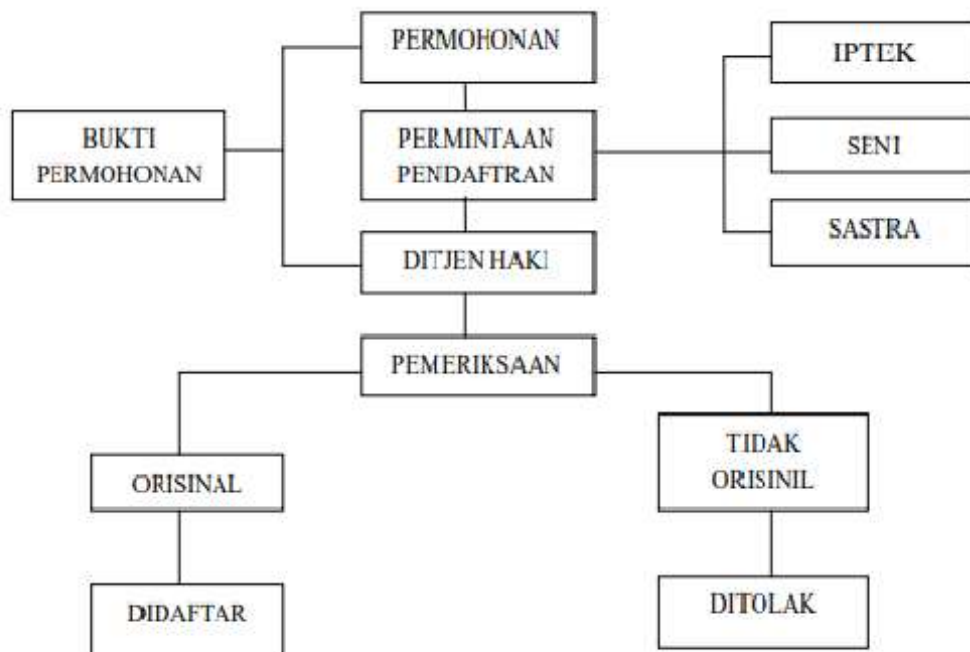 PERMOHONAN
IPTEK
BUKTI
PERMOHONAN
PERMINTAAN
PENDAFTRAN
SENI
SASTRA
DITJEN HAKI
PEMERIKSAAN
ORISINAL
TIDAK
ORISINIL
DIDAFTAR
DITOLAK